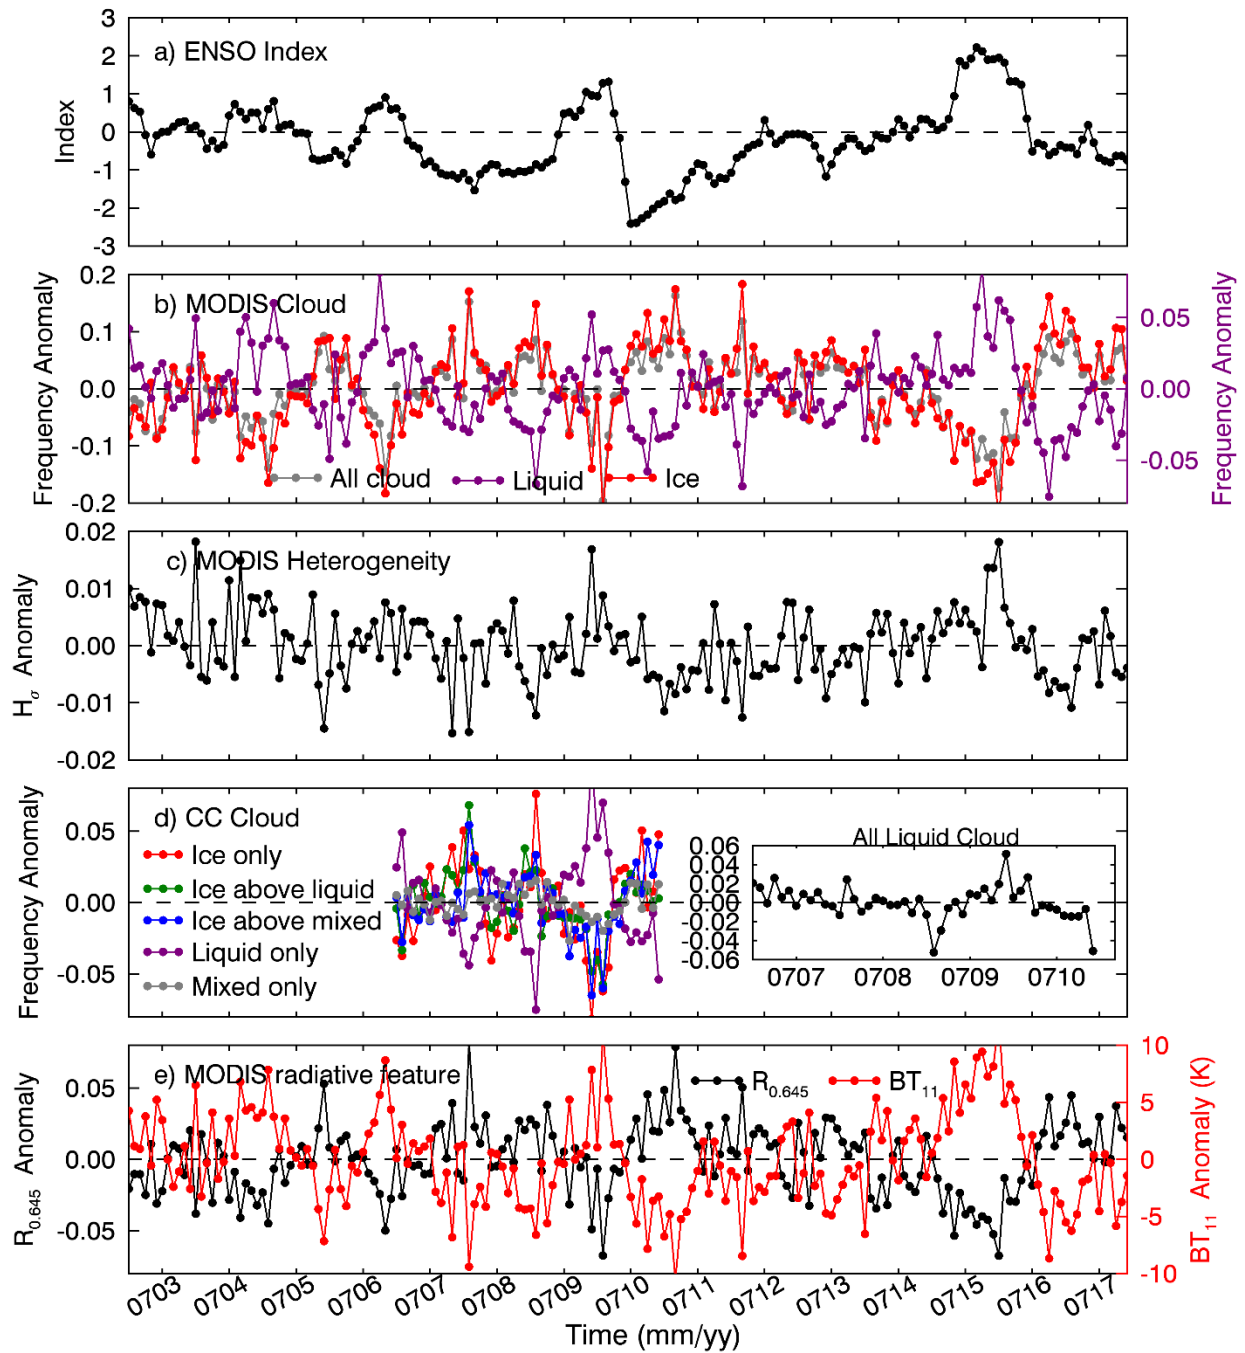 3
2
1
0
-1
-2
-3
Index
a) ENSO Index
0.2
0.1
0.0
-0.1
-0.2
Frequency Anomaly
b) MODIS Cloud
All cloud
Liquid
Ice
0.05
0.00
-0.05
Frequency Anomaly
0.02
0.01
0.00
-0.01
-0.02
Hσ Anomaly
c) MODIS Heterogeneity
0.05
0.00
-0.05
Frequency Anomaly
d) CC Cloud
Ice only
Ice above liquid
Ice above mixed
Liquid only
Mixed only
All Liquid Cloud
0.06
0.04
0.02
0.00
-0.02
-0.04
-0.06
0707 0708 0709 0710
0.05
0.00
-0.05
R0.645 Anomaly
e) MODIS radiative feature
R0.645
BT11
10
5
0
-5
-10
BT11 Anomaly (K)
0703 0704 0705 0706 0707 0708 0709 0710 0711 0712 0713 0714 0715 0716 0717
Time (mm/yy)